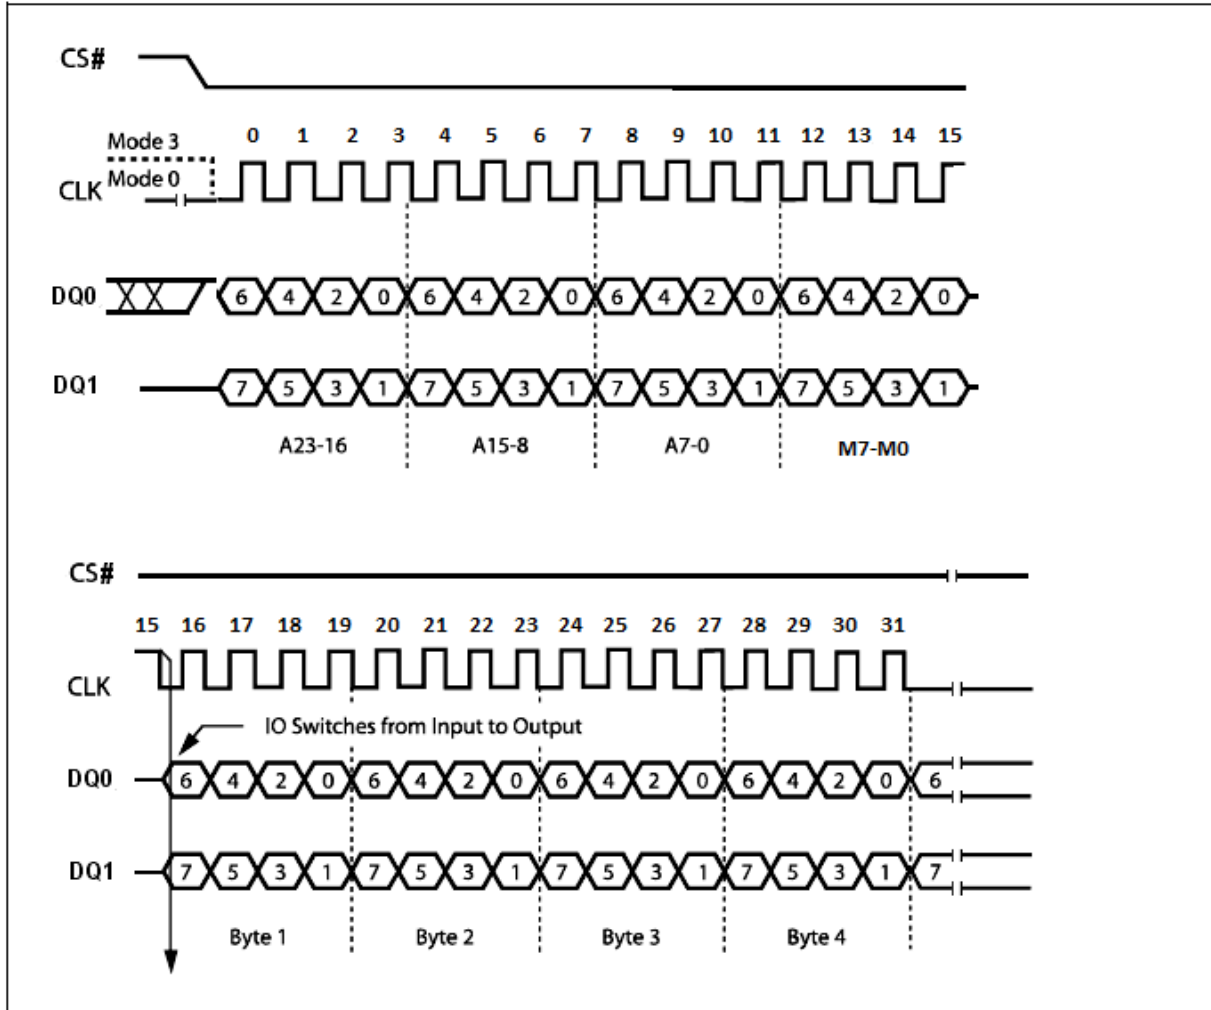 CS#
0 1 2 3 4 5 6 7 8 9 10 11 12 13 14 15
Mode 3
Mode 0
CLK
DQ0 6 4 2 0 6 4 2 0 6 4 2 0 6 4 2 0
DQ1 7 5 3 1 7 5 3 1 7 5 3 1 7 5 3 1
A23-16 A15-8 A7-0 M7-M0
CS#
15 16 17 18 19 20 21 22 23 24 25 26 27 28 29 30 31
CLK
IO Switches from Input to Output
DQ0 6 4 2 0 6 4 2 0 6 4 2 0 6 4 2 0 6
DQ1 7 5 3 1 7 5 3 1 7 5 3 1 7 5 3 1 7
Byte 1 Byte 2 Byte 3 Byte 4